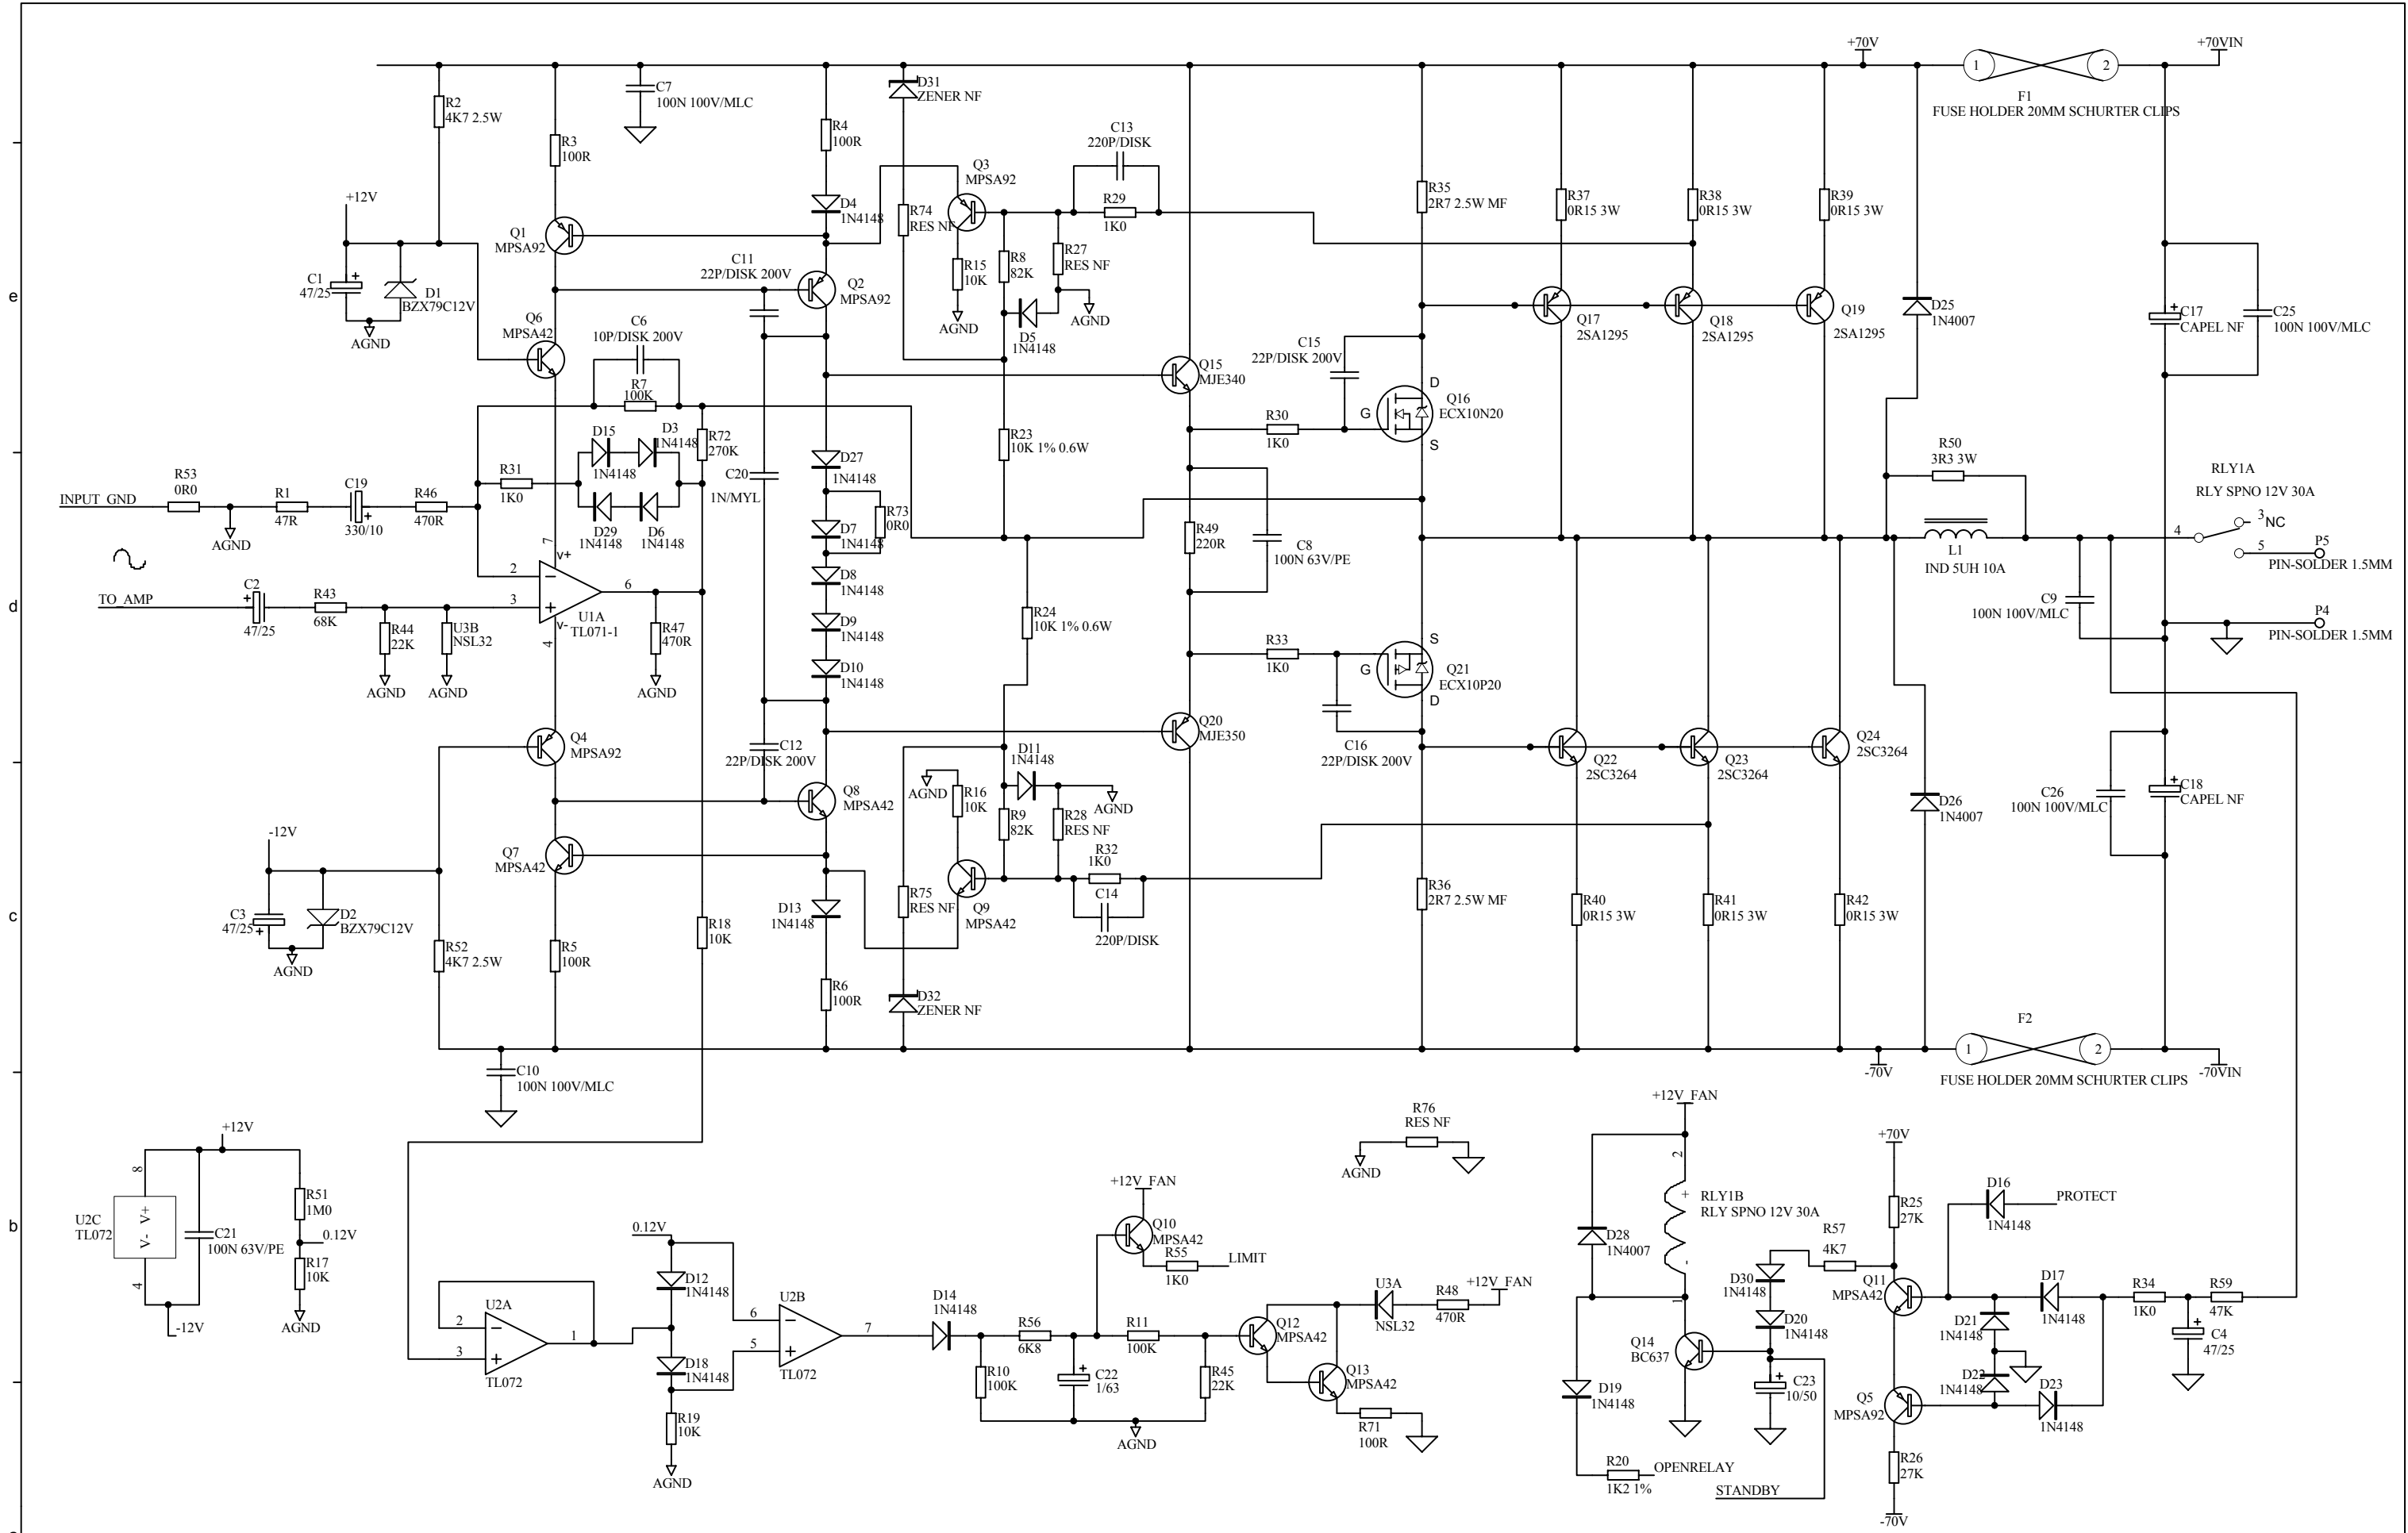 +70V
+70VIN
1
2
F1
FUSE HOLDER 20MM SCHURTER CLIPS
R2
4K7 2.5W
R3
100R
C7
100N 100V/MLC
R4
100R
D31
ZENER NF
C13
220P/DISK
Q3
MPSA92
R29
1K0
R35
2R7 2.5W MF
R37
0R15 3W
R38
0R15 3W
R39
0R15 3W
+12V
D4
1N4148
R74
RES NF
Q1
MPSA92
C1
47/25
D1
BZX79C12V
AGND
C11
22P/DISK 200V
Q2
MPSA92
R15
10K
AGND
R8
82K
R27
RES NF
D5
1N4148
AGND
e
Q17
2SA1295
Q18
2SA1295
Q19
2SA1295
D25
1N4007
C17
CAPEL NF
C25
100N 100V/MLC
Q6
MPSA42
C6
10P/DISK 200V
R7
100K
C15
22P/DISK 200V
Q15
MJE340
D
G
S
Q16
ECX10N20
R30
1K0
D15
1N4148
D3
1N4148
R72
270K
R23
10K 1% 0.6W
R50
3R3 3W
RLY1A
RLY SPNO 12V 30A
INPUT_GND
R53
0R0
AGND
R1
47R
C19
330/10
R46
470R
R31
1K0
D29
1N4148
D6
1N4148
C20
1N/MYL
D27
1N4148
D7
1N4148
R73
0R0
R49
220R
C8
100N 63V/PE
L1
IND 5UH 10A
4
3
NC
5
P5
PIN-SOLDER 1.5MM
7
V+
2
3
6
V-
4
U1A
TL071-1
d
TO_AMP
C2
47/25
R43
68K
R44
22K
AGND
U3B
NSL32
AGND
R47
470R
AGND
D8
1N4148
D9
1N4148
D10
1N4148
R24
10K 1% 0.6W
R33
1K0
S
G
D
Q21
ECX10P20
C9
100N 100V/MLC
P4
PIN-SOLDER 1.5MM
Q4
MPSA92
C12
22P/DISK 200V
Q20
MJE350
C16
22P/DISK 200V
Q22
2SC3264
Q23
2SC3264
Q24
2SC3264
D11
1N4148
AGND
AGND
R16
10K
R9
82K
R28
RES NF
R32
1K0
C14
220P/DISK
Q8
MPSA42
D26
1N4007
C26
100N 100V/MLC
C18
CAPEL NF
-12V
Q7
MPSA42
c
C3
47/25
D2
BZX79C12V
AGND
R52
4K7 2.5W
R5
100R
R18
10K
D13
1N4148
R6
100R
R75
RES NF
Q9
MPSA42
D32
ZENER NF
R36
2R7 2.5W MF
R40
0R15 3W
R41
0R15 3W
R42
0R15 3W
F2
1
2
-70V
-70VIN
FUSE HOLDER 20MM SCHURTER CLIPS
C10
100N 100V/MLC
b
+12V
8
U2C
TL072
V- V+
4
C21
100N 63V/PE
R51
1M0
0.12V
R17
10K
AGND
-12V
0.12V
D12
1N4148
D18
1N4148
R19
10K
AGND
U2A
2
3
1
TL072
U2B
6
5
7
TL072
D14
1N4148
R10
100K
R56
6K8
C22
1/63
R11
100K
R45
22K
AGND
+12V_FAN
Q10
MPSA42
R55
1K0
LIMIT
Q12
MPSA42
Q13
MPSA42
U3A
NSL32
R48
470R
+12V_FAN
R71
100R
R76
RES NF
AGND
+12V_FAN
2
+
-
1
RLY1B
RLY SPNO 12V 30A
D28
1N4007
D30
1N4148
D20
1N4148
R57
4K7
Q14
BC637
C23
10/50
D19
1N4148
R20
1K2 1%
OPENRELAY
STANDBY
+70V
R25
27K
D16
1N4148
PROTECT
Q11
MPSA42
D17
1N4148
R34
1K0
R59
47K
C4
47/25
D21
1N4148
D22
1N4148
D23
1N4148
Q5
MPSA92
R26
27K
-70V